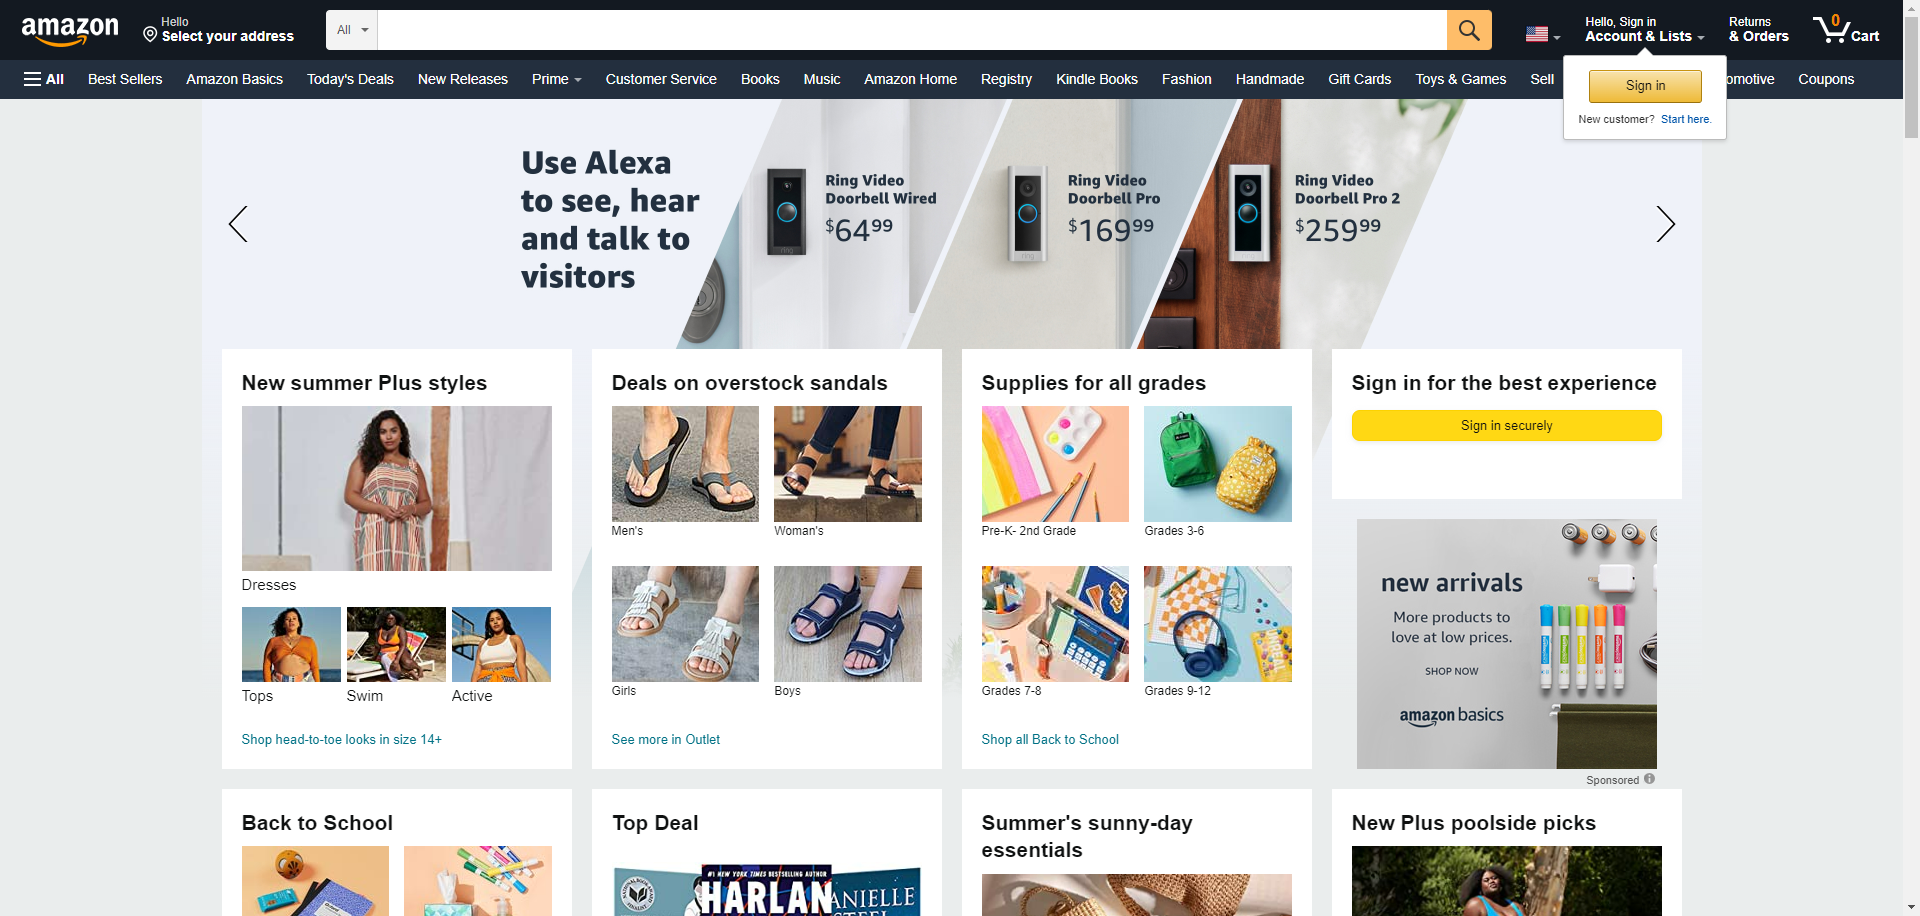 amazon
Hello
Select your address
All
0
Hello, Sign in
Account & Lists
Returns
& Orders
Cart
All
Best Sellers
Amazon Basics
Today's Deals
New Releases
Prime
Customer Service
Books
Music
Amazon Home
Registry
Kindle Books
Fashion
Handmade
Gift Cards
Toys & Games
Sell
omotive
Coupons
Sign in
New customer? Start here.
Use Alexa
to see, hear
and talk to
visitors
Ring Video
Doorbell Wired
$6499
Ring Video
Doorbell Pro
$16999
Ring Video
Doorbell Pro 2
$25999
ring
New summer Plus styles
Dresses
Tops
Swim
Active
Shop head-to-toe looks in size 14+
Deals on overstock sandals
Men's
Woman's
Girls
Boys
See more in Outlet
Supplies for all grades
Pre-K- 2nd Grade
Grades 3-6
Grades 7-8
Grades 9-12
Shop all Back to School
Sign in for the best experience
Sign in securely
new arrivals
More products to
love at low prices.
SHOP NOW
amazon basics
Sponsored
Back to School
Top Deal
#1 NEW YORK TIMES BESTSELLING AUTHOR
HARLAN
ANIELLE
Summer's sunny-day
essentials
New Plus poolside picks